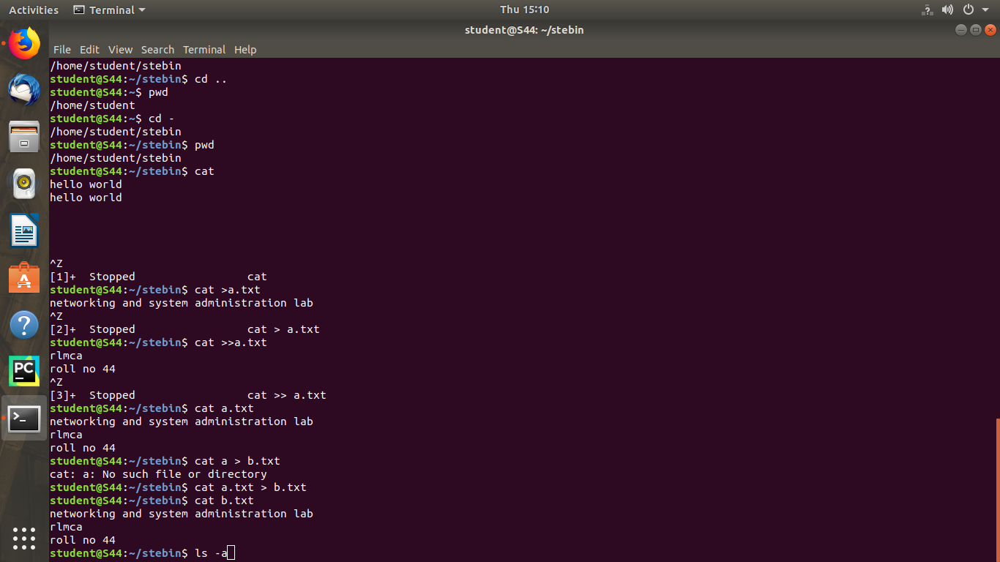 Activities Terminal Thu 15:10
student@S44: ~/stebin
File Edit View Search Terminal Help
/home/student/stebin
student@S44:~/stebin$ cd ..
student@S44:~$ pwd
/home/student
student@S44:~$ cd -
/home/student/stebin
student@S44:~/stebin$ pwd
/home/student/stebin
student@S44:~/stebin$ cat
hello world
hello world
^Z
[1]+  Stopped                 cat
student@S44:~/stebin$ cat >a.txt
networking and system administration lab
^Z
[2]+  Stopped                 cat > a.txt
student@S44:~/stebin$ cat >>a.txt
rlmca
roll no 44
^Z
[3]+  Stopped                 cat >> a.txt
student@S44:~/stebin$ cat a.txt
networking and system administration lab
rlmca
roll no 44
student@S44:~/stebin$ cat a > b.txt
cat: a: No such file or directory
student@S44:~/stebin$ cat a.txt > b.txt
student@S44:~/stebin$ cat b.txt
networking and system administration lab
rlmca
roll no 44
student@S44:~/stebin$ ls -a
PC